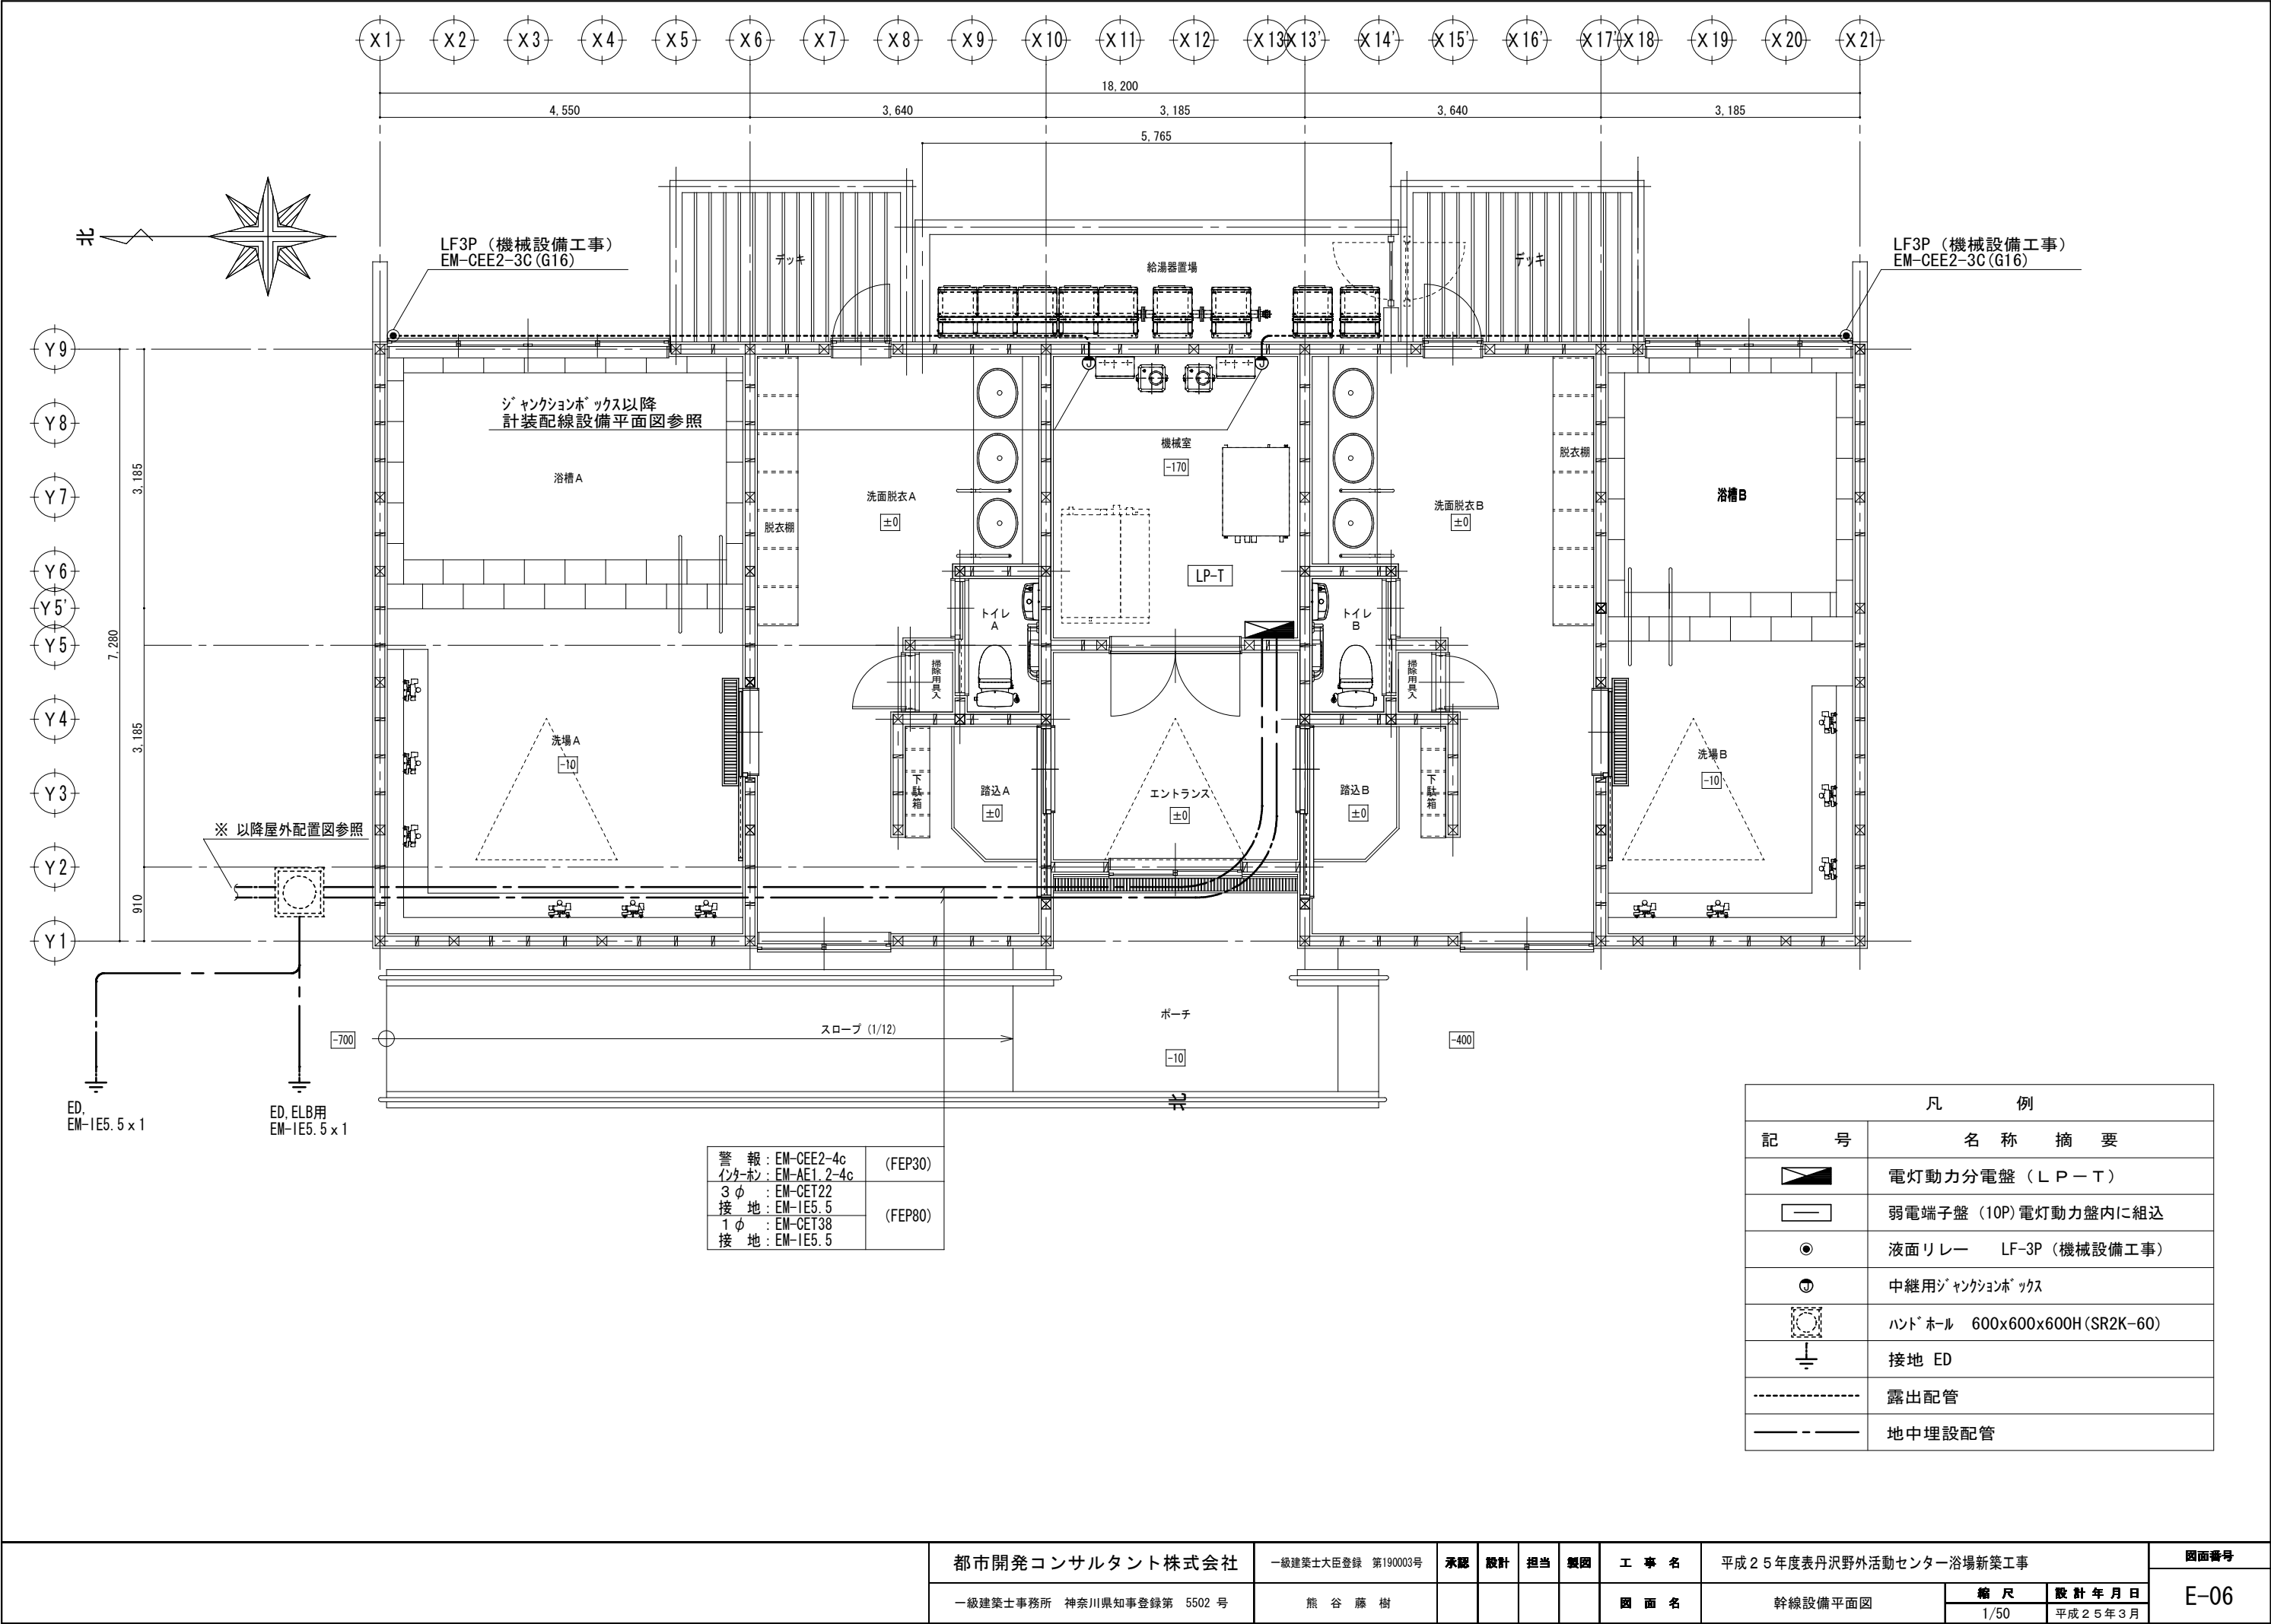 X1 X2 X3 X4 X5 X6 X7 X8 X9 X10 X11 X12 X13 X13' X14' X15' X16' X17' X18 X19 X20 X21
18,200
4,550 3,640 3,185 3,640 3,185
5,765
北
LF3P（機械設備工事）
EM-CEE2-3C(G16)
デッキ
給湯器置場
デッキ
LF3P（機械設備工事）
EM-CEE2-3C(G16)
Y9
Y8
Y7
Y6
Y5'
Y5
Y4
Y3
Y2
Y1
7,280
3,185
3,185
910
ジャンクションボックス以降
計装配線設備平面図参照
浴槽A
脱衣棚
洗面脱衣A
±0
機械室
-170
LP-T
洗面脱衣B
±0
脱衣棚
浴槽B
トイレ
A
トイレ
B
掃除用具入
掃除用具入
洗場A
-10
下駄箱
踏込A
±0
エントランス
±0
踏込B
±0
下駄箱
洗場B
-10
※ 以降屋外配置図参照
-700
スロープ (1/12)
ポーチ
-10
-400
北
ED,
EM-IE5.5x1
ED,ELB用
EM-IE5.5x1
警 報：EM-CEE2-4c
インターホン：EM-AE1.2-4c
(FEP30)
3φ ：EM-CET22
接 地：EM-IE5.5
1φ ：EM-CET38
接 地：EM-IE5.5
(FEP80)
凡 例
記 号 名 称 摘 要
電灯動力分電盤（ＬＰ－Ｔ）
弱電端子盤 (10P)電灯動力盤内に組込
液面リレー LF-3P（機械設備工事）
J 中継用ジャンクションボックス
ハンドホール 600x600x600H(SR2K-60)
接地 ED
露出配管
地中埋設配管
都市開発コンサルタント株式会社
一級建築士事務所 神奈川県知事登録第 5502 号
一級建築士大臣登録 第190003号
熊 谷 藤 樹
承認 設計 担当 製図
工 事 名 平成２５年度表丹沢野外活動センター浴場新築工事
図 面 名 幹線設備平面図
縮 尺
1/50
設計年月日
平成２５年３月
図面番号
E-06